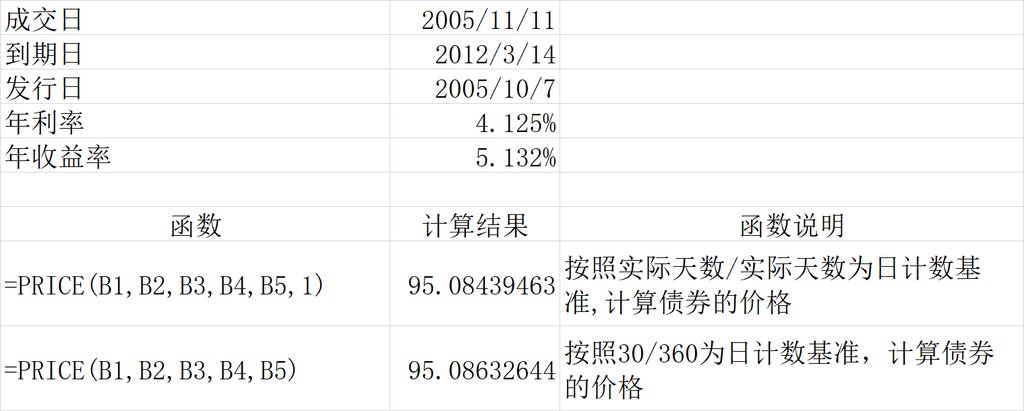 成交日 2005/11/11
到期日 2012/3/14
发行日 2005/10/7
年利率 4.125%
年收益率 5.132%
函数 计算结果 函数说明
=PRICE(B1,B2,B3,B4,B5,1) 95.08439463 按照实际天数/实际天数为日计数基
准,计算债券的价格
=PRICE(B1,B2,B3,B4,B5) 95.08632644 按照30/360为日计数基准，计算债券
的价格